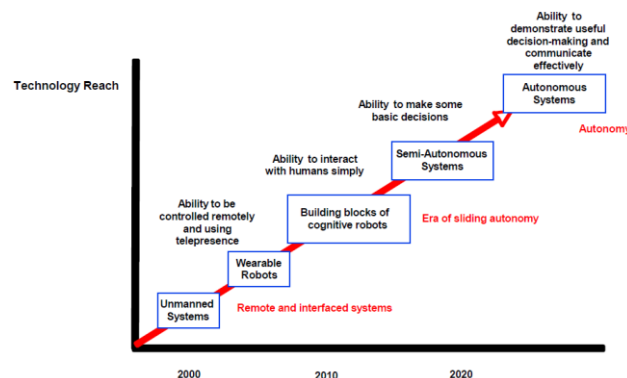 Ability to
demonstrate useful
decision-making and
communicate
effectively
Technology Reach
Autonomous
Systems
Ability to make some
basic decisions
Autonomy
Semi-Autonomous
Systems
Ability to interact
with humans simply
Building blocks of
cognitive robots
Era of sliding autonomy
Ability to be
controlled remotely
and using
telepresence
Wearable
Robots
Unmanned
Systems
Remote and interfaced systems
2000
2010
2020